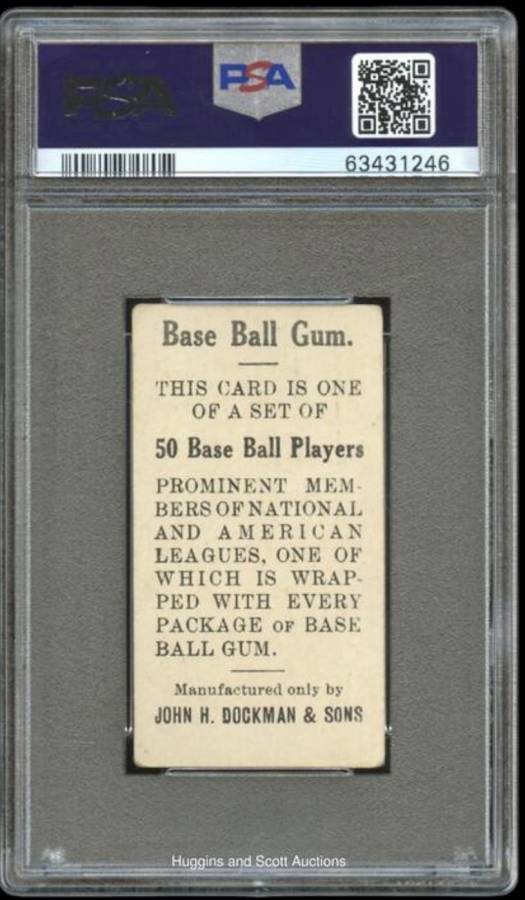 PSA
PSA
63431246
Base Ball Gum.
THIS CARD IS ONE
OF A SET OF
50 Base Ball Players
PROMINENT MEM-
BERS OF NATIONAL
AND AMERICAN
LEAGUES, ONE OF
WHICH IS WRAP-
PED WITH EVERY
PACKAGE OF BASE
BALL GUM.
Manufactured only by
JOHN H. DOCKMAN & SONS
Huggins and Scott Auctions